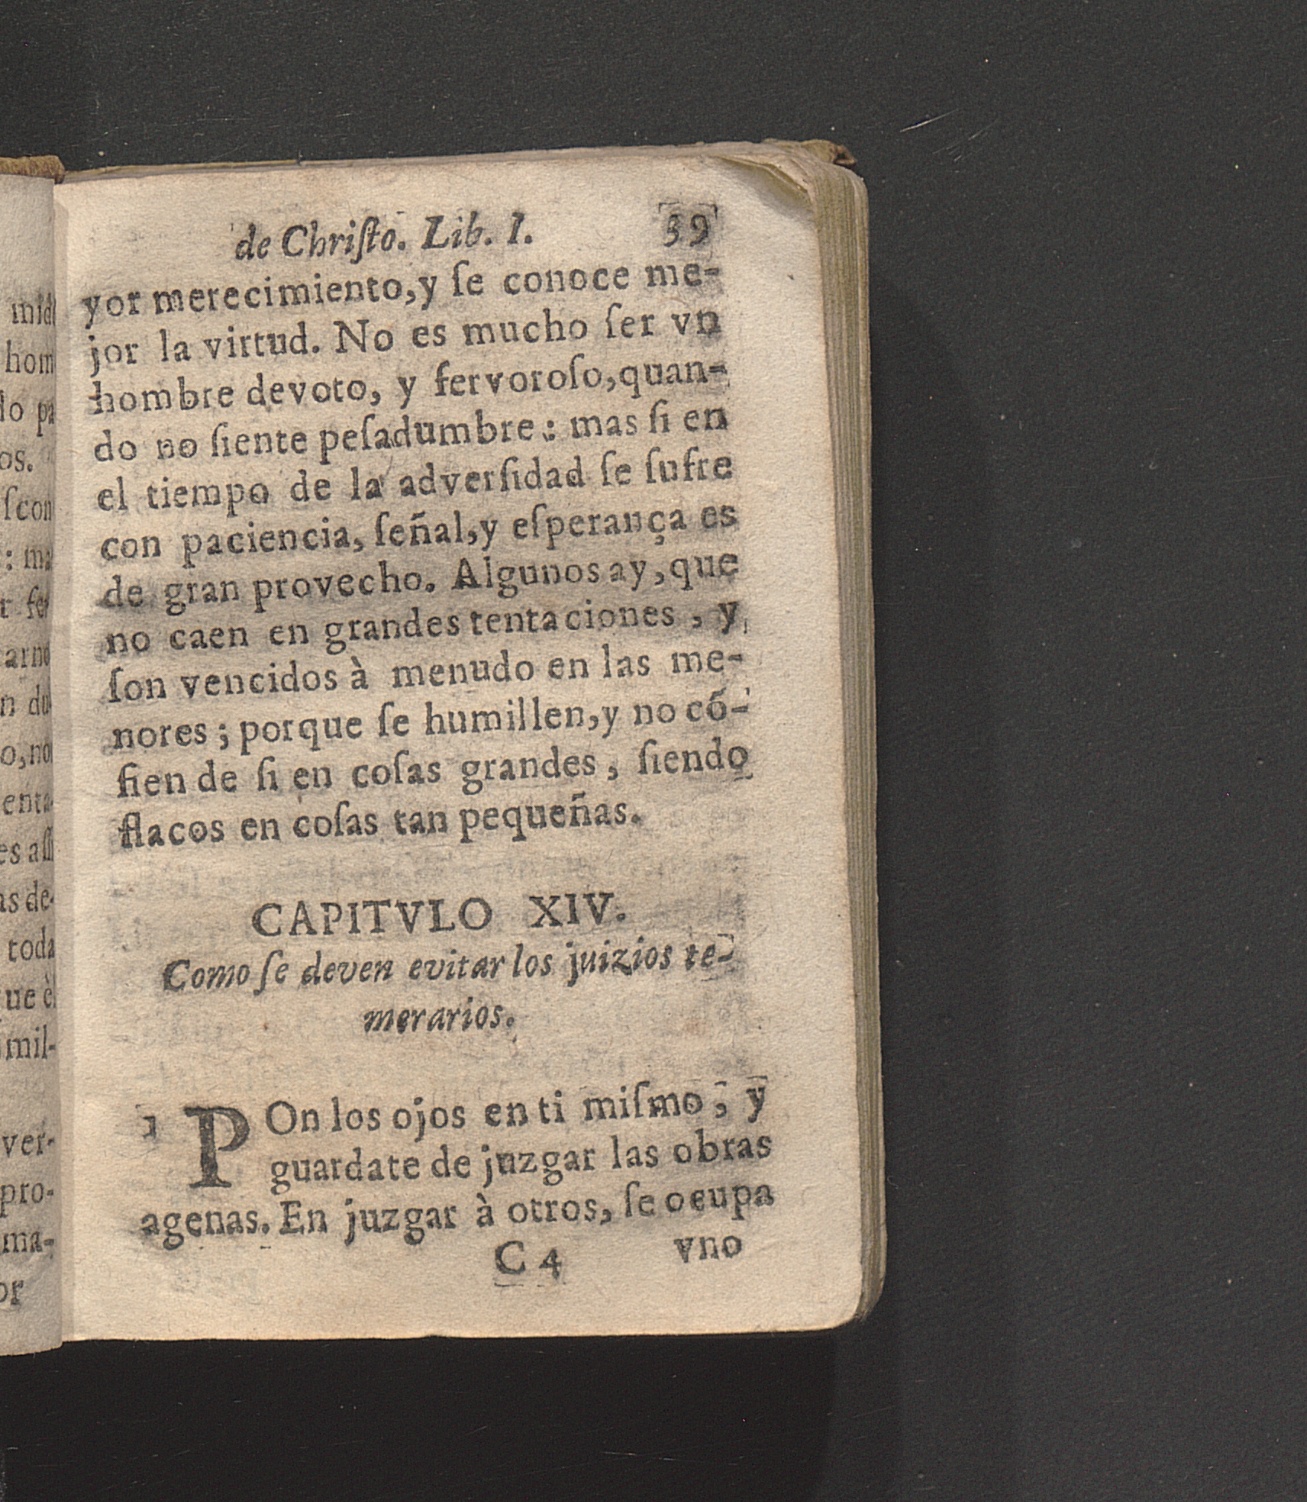 de Chriſto. Lib. I. 39
yor merecimiento,y ſe conoce me-
jor la virtud. No es mucho ſer vn
hombre devoto, y fervoroſo,quan-
do no ſiente peſadumbre: mas ſi en
el tiempo de la adverſidad ſe ſufre
con paciencia, ſeñal,y eſperança es
de gran provecho. Algunos ay,que
no caen en grandes tentaciones, y
ſon vencidos à menudo en las me-
nores; porque ſe humillen,y no cõ-
fien de ſi en coſas grandes, ſiendo
flacos en coſas tan pequeñas.
CAPITVLO XIV.
Como ſe deven evitar los juizios te-
merarios.
1 POn los ojos en ti miſmo, y
guardate de juzgar las obras
agenas. En juzgar à otros, ſe ocupa
C 4 vno